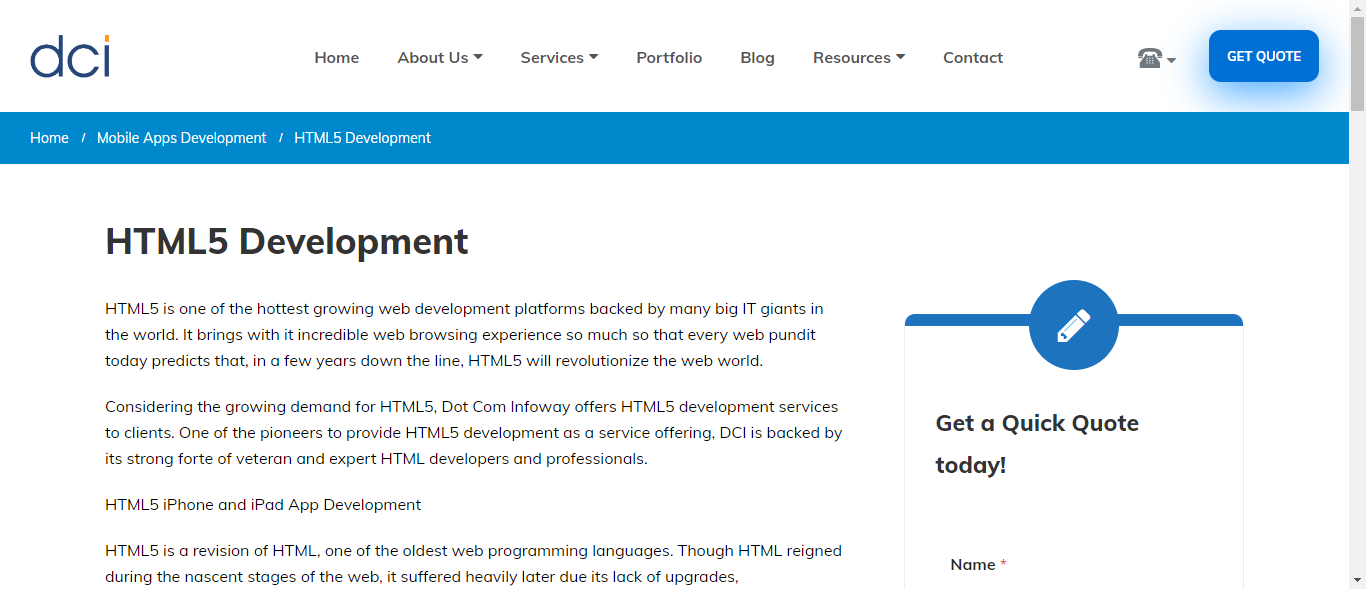 dci
Home About Us Services Portfolio Blog Resources Contact GET QUOTE
Home / Mobile Apps Development / HTML5 Development
HTML5 Development
HTML5 is one of the hottest growing web development platforms backed by many big IT giants in
the world. It brings with it incredible web browsing experience so much so that every web pundit
today predicts that, in a few years down the line, HTML5 will revolutionize the web world.
Considering the growing demand for HTML5, Dot Com Infoway offers HTML5 development services
to clients. One of the pioneers to provide HTML5 development as a service offering, DCI is backed by
its strong forte of veteran and expert HTML developers and professionals.
HTML5 iPhone and iPad App Development
HTML5 is a revision of HTML, one of the oldest web programming languages. Though HTML reigned
during the nascent stages of the web, it suffered heavily later due its lack of upgrades,
Get a Quick Quote
today!
Name *